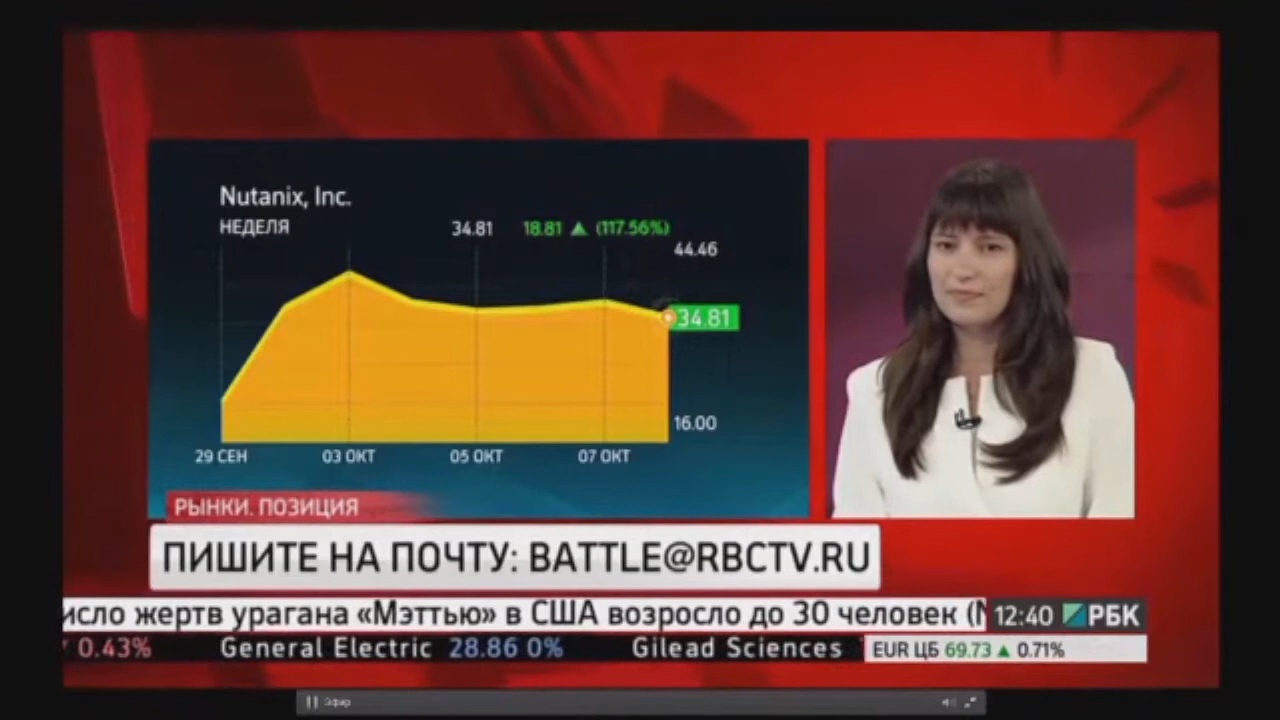 Nutanix, Inc.
НЕДЕЛЯ 34.81 18.81 ▲ (117.56%)
44.46
34.81
16.00
29 СЕН 03 ОКТ 05 ОКТ 07 ОКТ
РЫНКИ. ПОЗИЦИЯ
ПИШИТЕ НА ПОЧТУ: BATTLE@RBCTV.RU
жертв урагана «Мэттью» в США возросло до 30 человек 12:40 РБК
0.43% General Electric 28.86 0% Gilead Sciences EUR ЦБ 69.73 ▲ 0.71%
Эфир